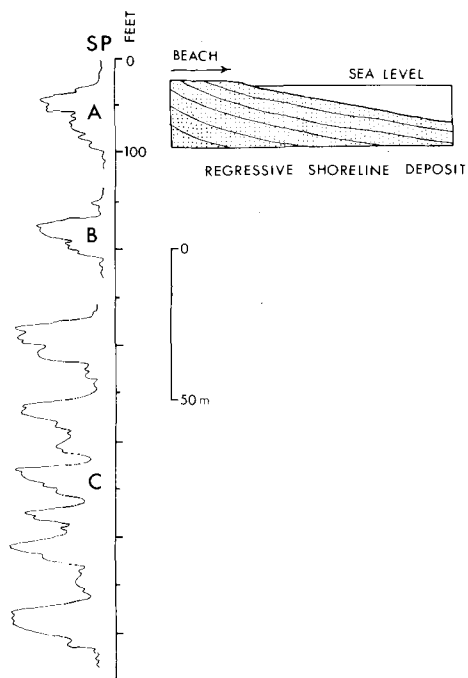 SP
FEET
0
BEACH
SEA LEVEL
A
100
REGRESSIVE SHORELINE DEPOSIT
B
0
50 m
C